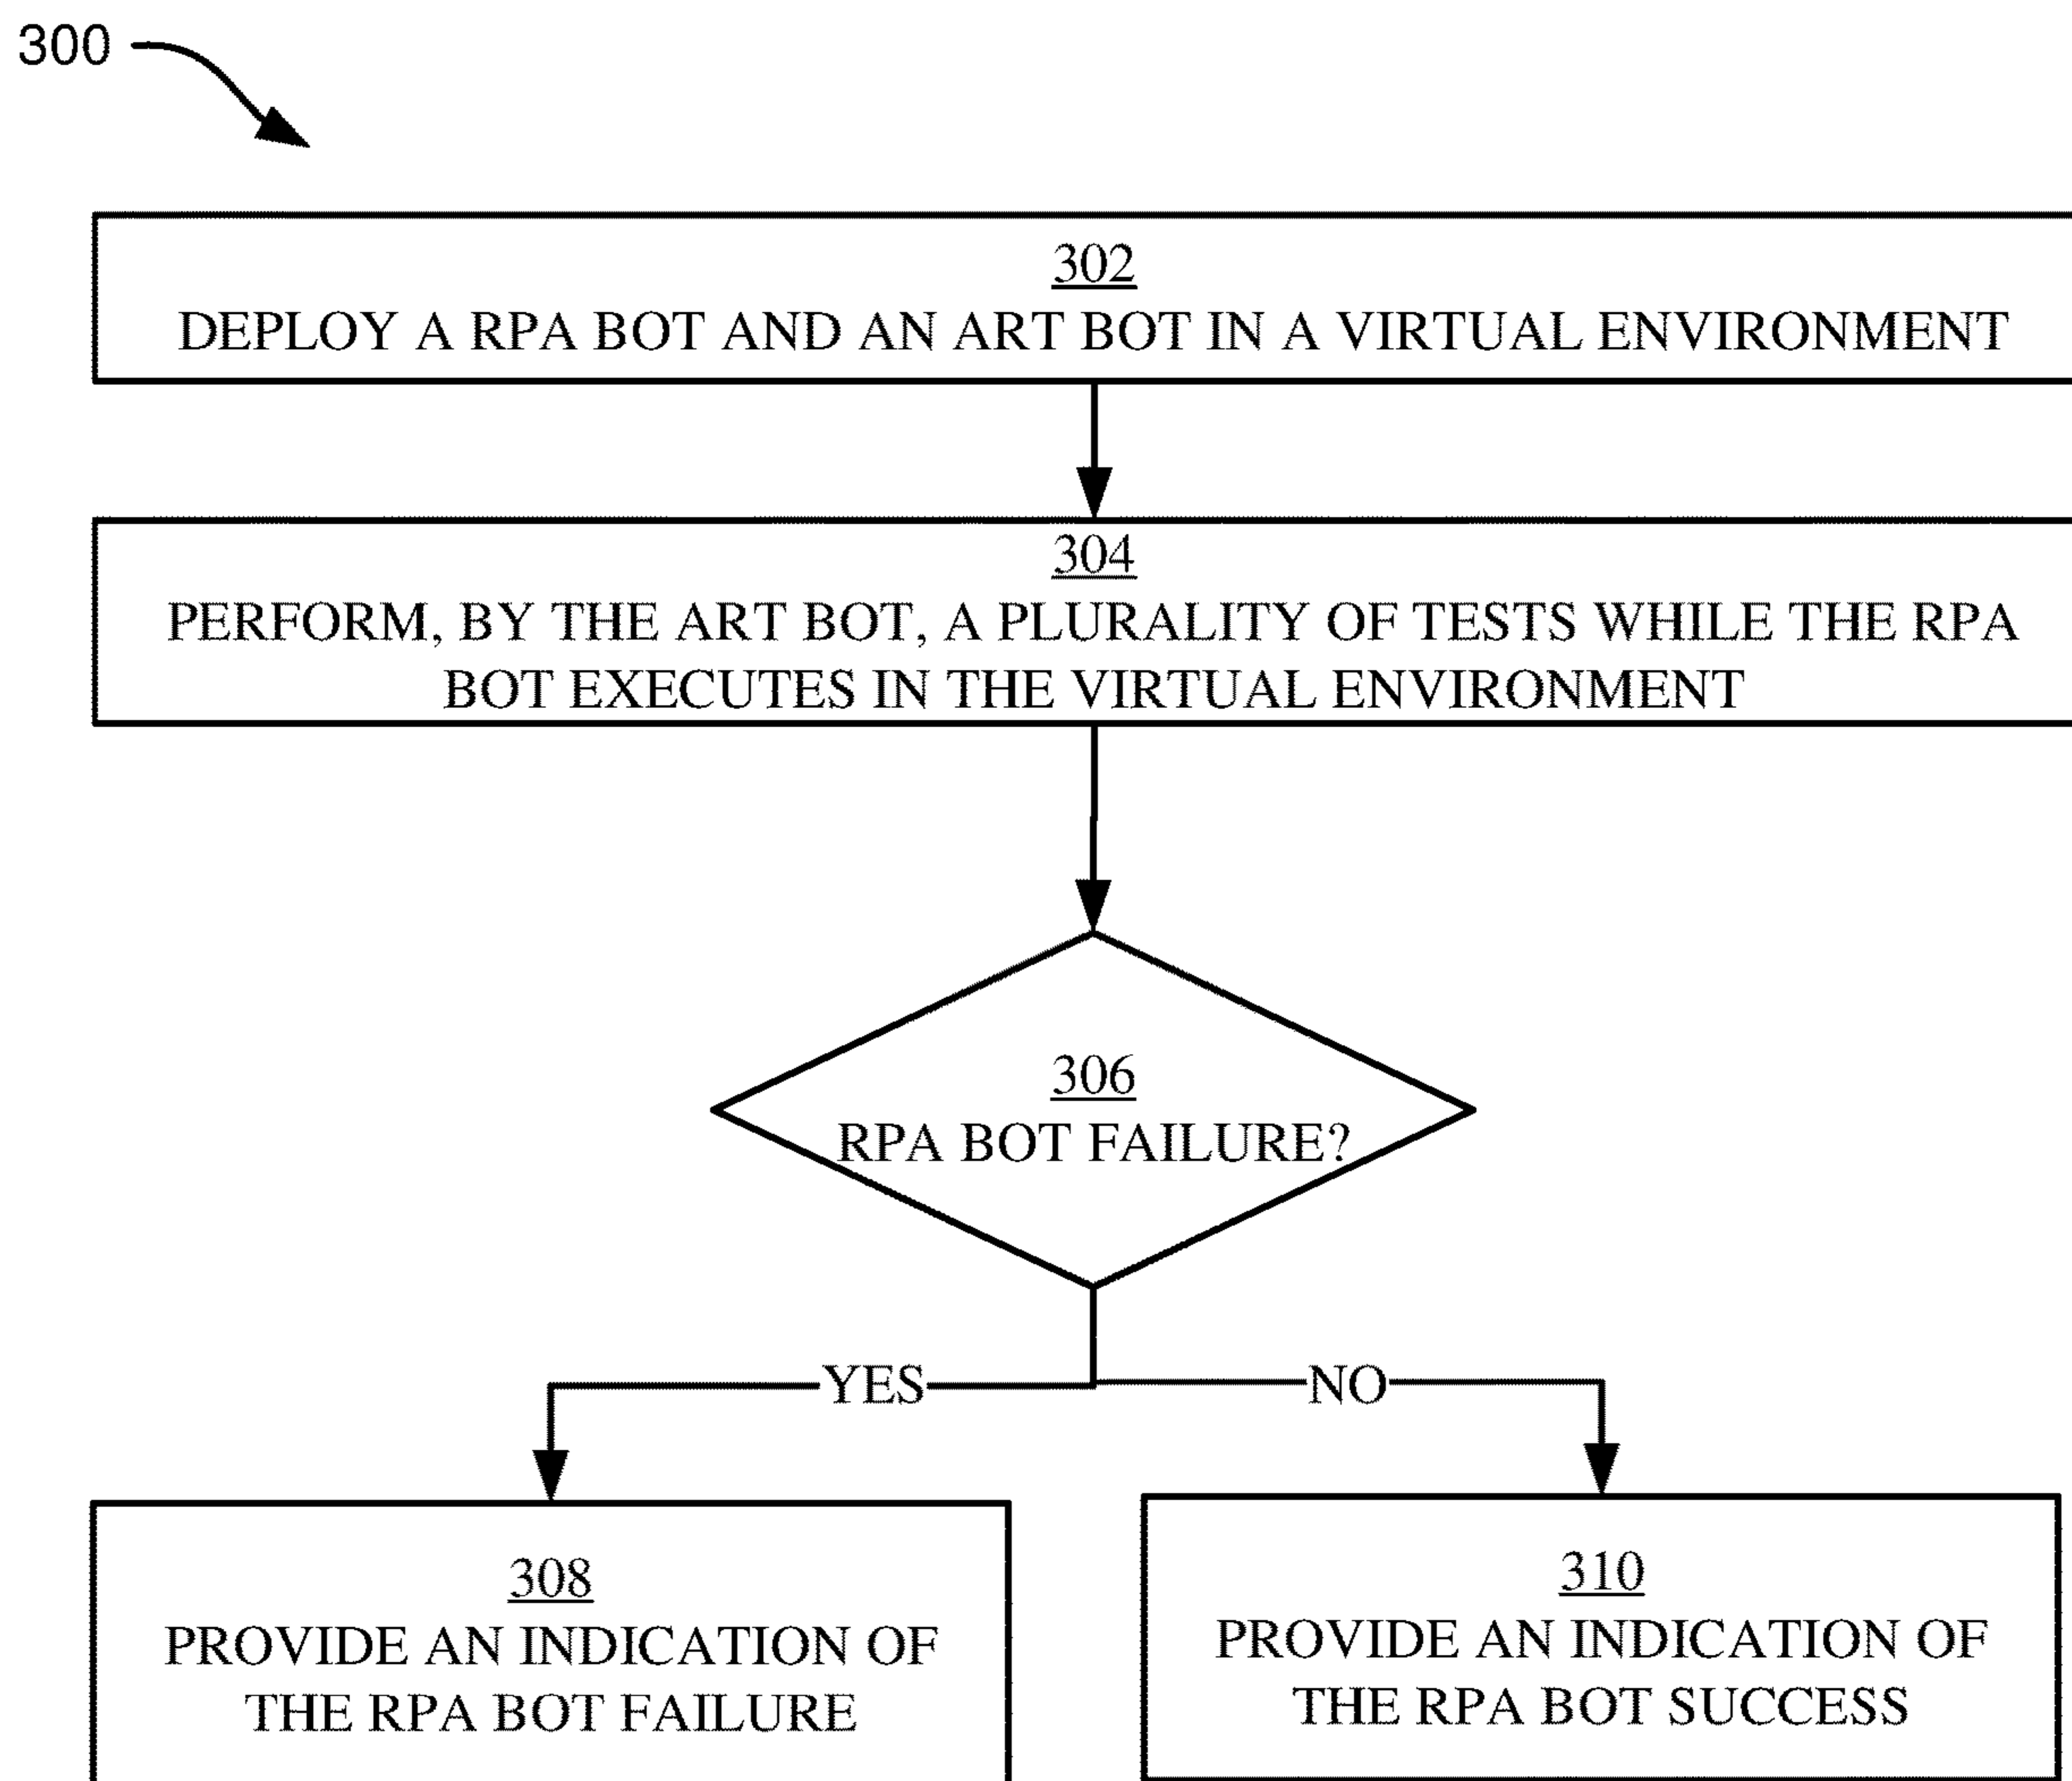 300
302
DEPLOY A RPA BOT AND AN ART BOT IN A VIRTUAL ENVIRONMENT
304
PERFORM, BY THE ART BOT, A PLURALITY OF TESTS WHILE THE RPA
BOT EXECUTES IN THE VIRTUAL ENVIRONMENT
306
RPA BOT FAILURE?
YES
NO
308
PROVIDE AN INDICATION OF
THE RPA BOT FAILURE
310
PROVIDE AN INDICATION OF
THE RPA BOT SUCCESS